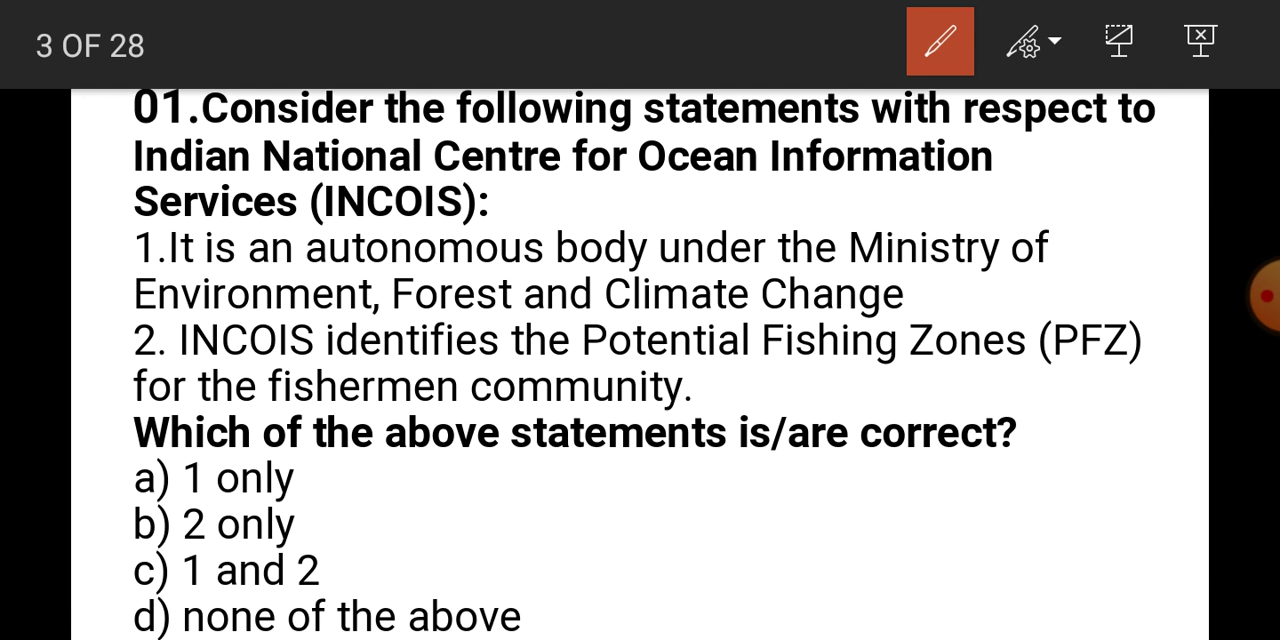 3 OF 28
01.Consider the following statements with respect to
Indian National Centre for Ocean Information
Services (INCOIS):
1.It is an autonomous body under the Ministry of
Environment, Forest and Climate Change
2. INCOIS identifies the Potential Fishing Zones (PFZ)
for the fishermen community.
Which of the above statements is/are correct?
a) 1 only
b) 2 only
c) 1 and 2
d) none of the above